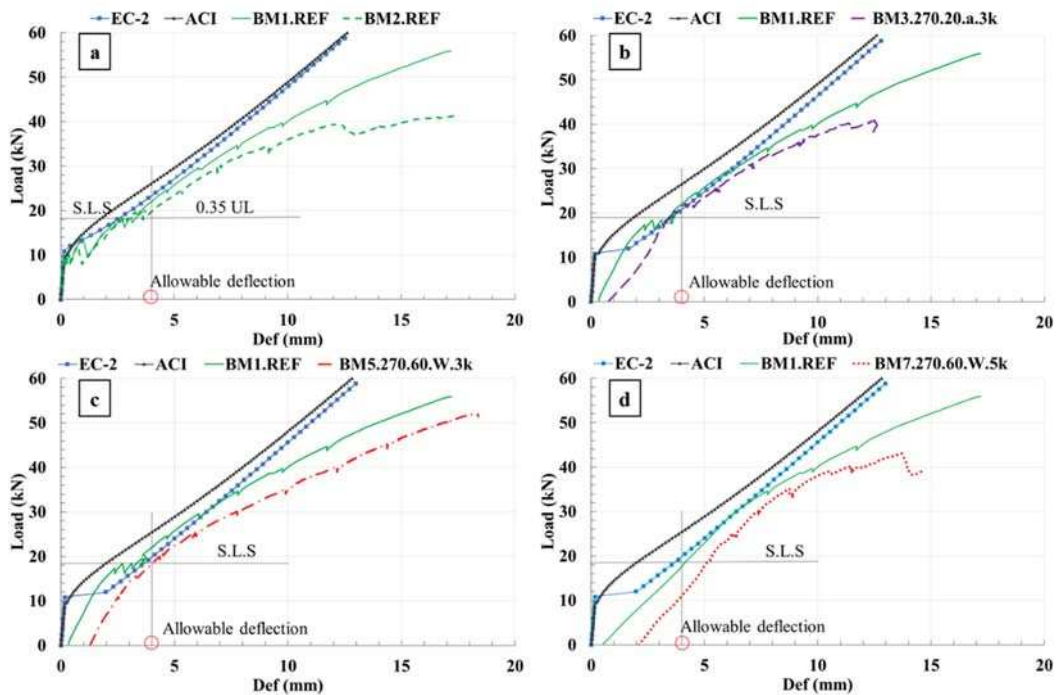 EC-2 ACI BM1.REF BM2.REF
a
60
50
40
30
20
10
0
Load (kN)
S.L.S
0.35 UL
Allowable deflection
0 5 10 15 20
Def (mm)
EC-2 ACI BM1.REF BM3.270.20.a.3k
b
60
50
40
30
20
10
0
Load (kN)
S.L.S
Allowable deflection
0 5 10 15 20
Def (mm)
EC-2 ACI BM1.REF BM5.270.60.W.3k
c
60
50
40
30
20
10
0
Load (kN)
S.L.S
Allowable deflection
0 5 10 15 20
Def (mm)
EC-2 ACI BM1.REF BM7.270.60.W.5k
d
60
50
40
30
20
10
0
Load (kN)
S.L.S
Allowable deflection
0 5 10 15 20
Def (mm)